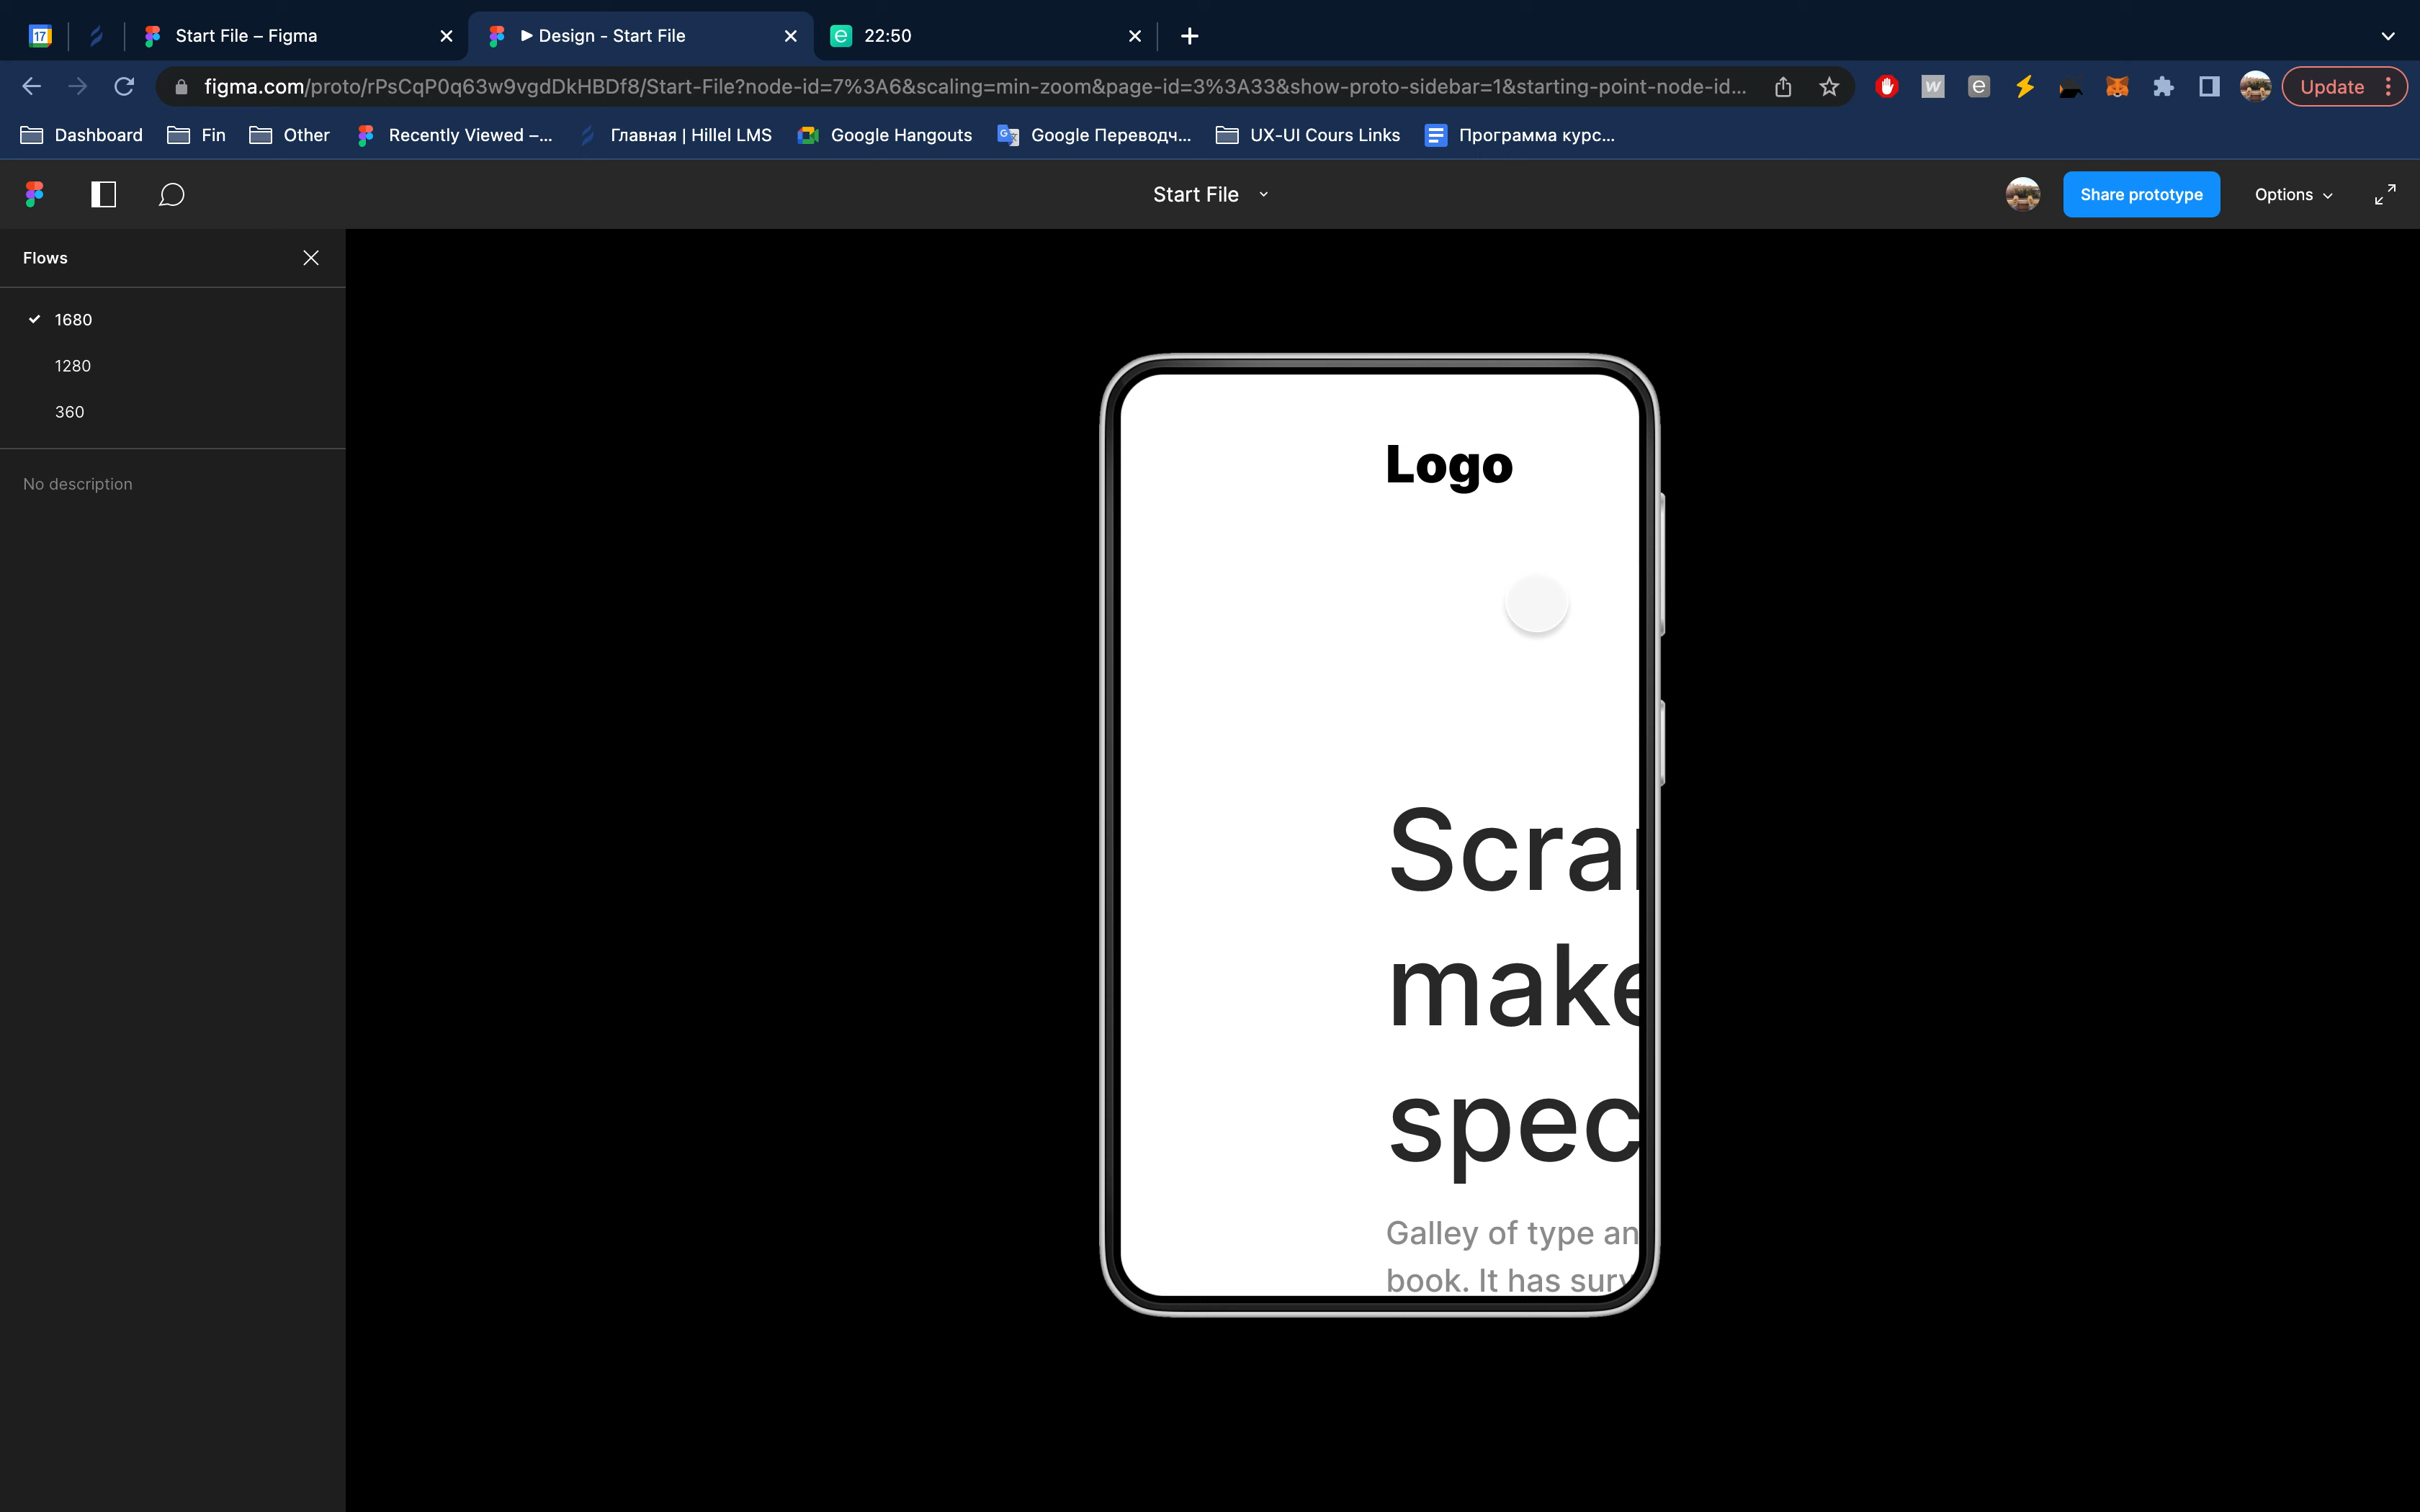 17
Start File – Figma
Design - Start File
e 22:50
figma.com/proto/rPsCqP0q63w9vgdDkHBDf8/Start-File?node-id=7%3A6&scaling=min-zoom&page-id=3%3A33&show-proto-sidebar=1&starting-point-node-id...
w
e
Update
Dashboard
Fin
Other
Recently Viewed –...
Главная | Hillel LMS
Google Hangouts
Google Переводч...
UX-UI Cours Links
Программа курс...
Start File
Share prototype
Options
Flows
1680
1280
360
No description
Logo
Scrar
make
spec
Galley of type an
book. It has surv